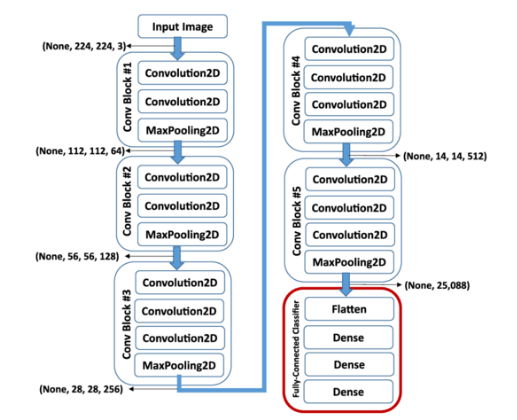 Input Image
(None, 224, 224, 3)
Conv Block #1
Convolution2D
Convolution2D
MaxPooling2D
(None, 112, 112, 64)
Conv Block #2
Convolution2D
Convolution2D
MaxPooling2D
(None, 56, 56, 128)
Conv Block #3
Convolution2D
Convolution2D
Convolution2D
MaxPooling2D
(None, 28, 28, 256)
Conv Block #4
Convolution2D
Convolution2D
Convolution2D
MaxPooling2D
(None, 14, 14, 512)
Conv Block #5
Convolution2D
Convolution2D
Convolution2D
MaxPooling2D
(None, 25,088)
Fully-Connected Classifier
Flatten
Dense
Dense
Dense